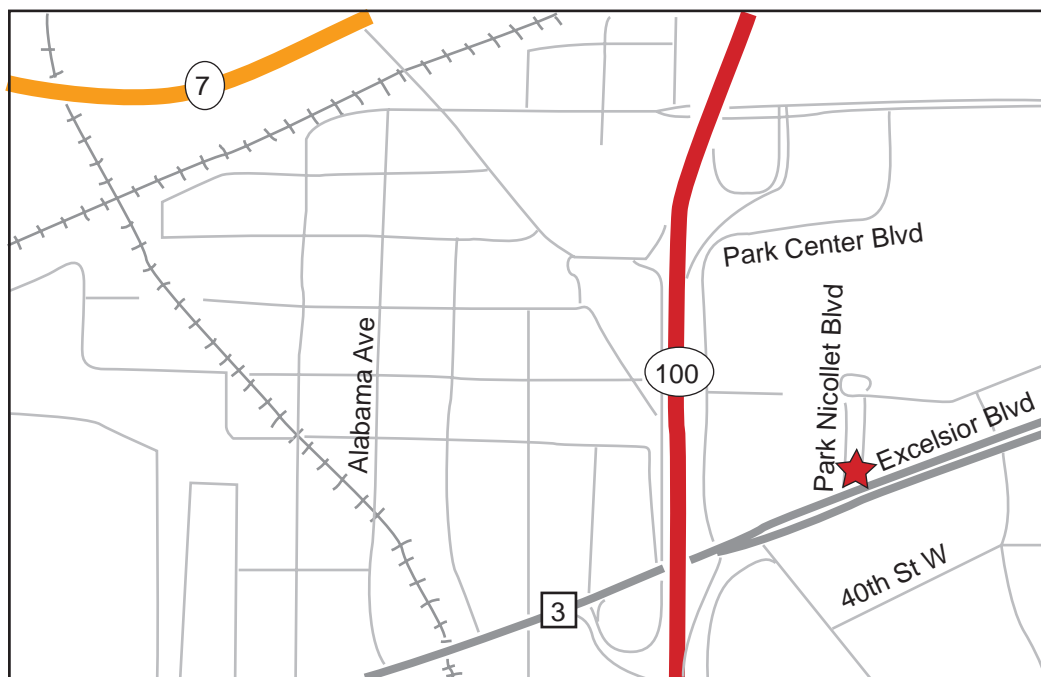 7
Park Center Blvd
Park Nicollet Blvd
Alabama Ave
100
Excelsior Blvd
40th St W
3